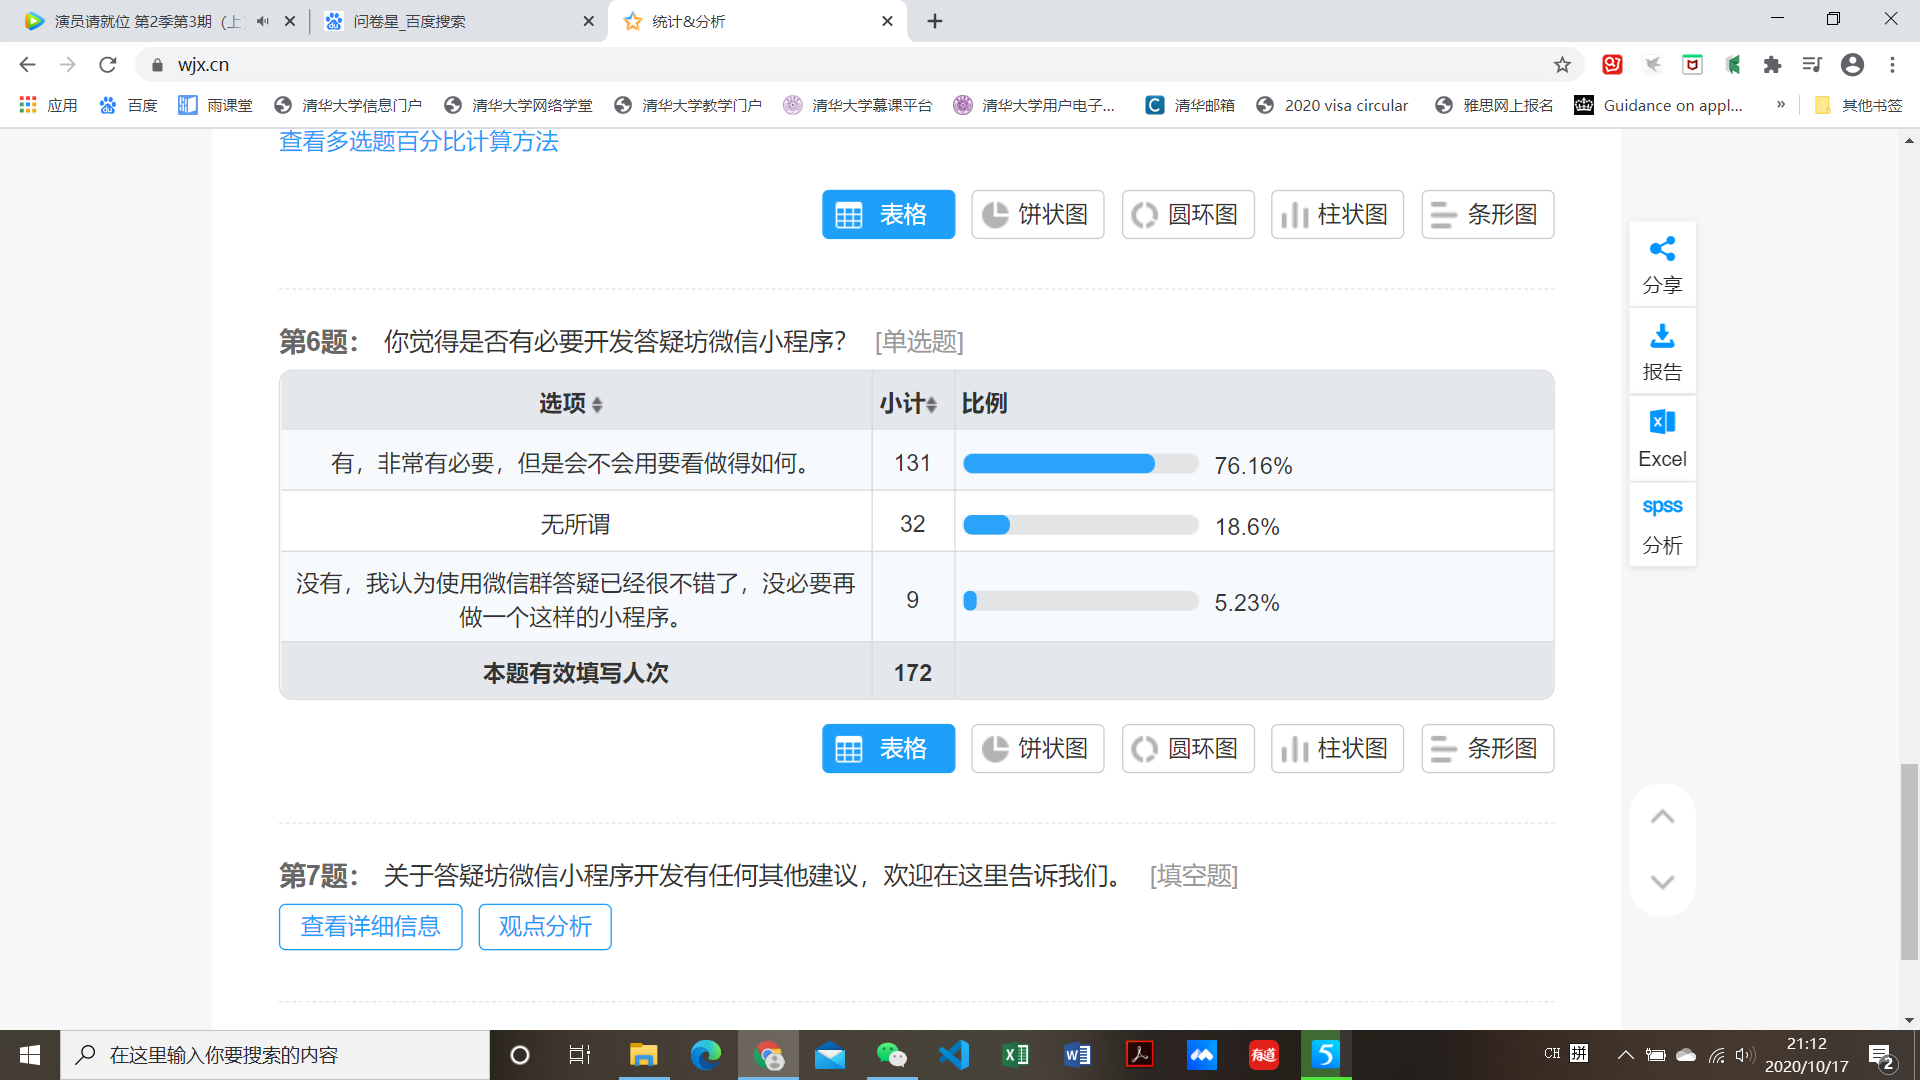 演员请就位 第2季第3期（上
问卷星_百度搜索
统计&分析
wjx.cn
应用
百度
雨课堂
清华大学信息门户
清华大学网络学堂
清华大学教学门户
清华大学慕课平台
清华大学用户电子...
C
清华邮箱
2020 visa circular
雅思网上报名
Guidance on appl...
»
其他书签
查看多选题百分比计算方法
表格
饼状图
圆环图
柱状图
条形图
分享
报告
Excel
spss
分析
第6题： 你觉得是否有必要开发答疑坊微信小程序？ [单选题]
选项 小计 比例
有，非常有必要，但是会不会用要看做得如何。 131 76.16%
无所谓 32 18.6%
没有，我认为使用微信群答疑已经很不错了，没必要再
做一个这样的小程序。 9 5.23%
本题有效填写人次 172
表格
饼状图
圆环图
柱状图
条形图
第7题： 关于答疑坊微信小程序开发有任何其他建议，欢迎在这里告诉我们。 [填空题]
查看详细信息
观点分析
在这里输入你要搜索的内容
有道
5
CH
拼
21:12
2020/10/17
2